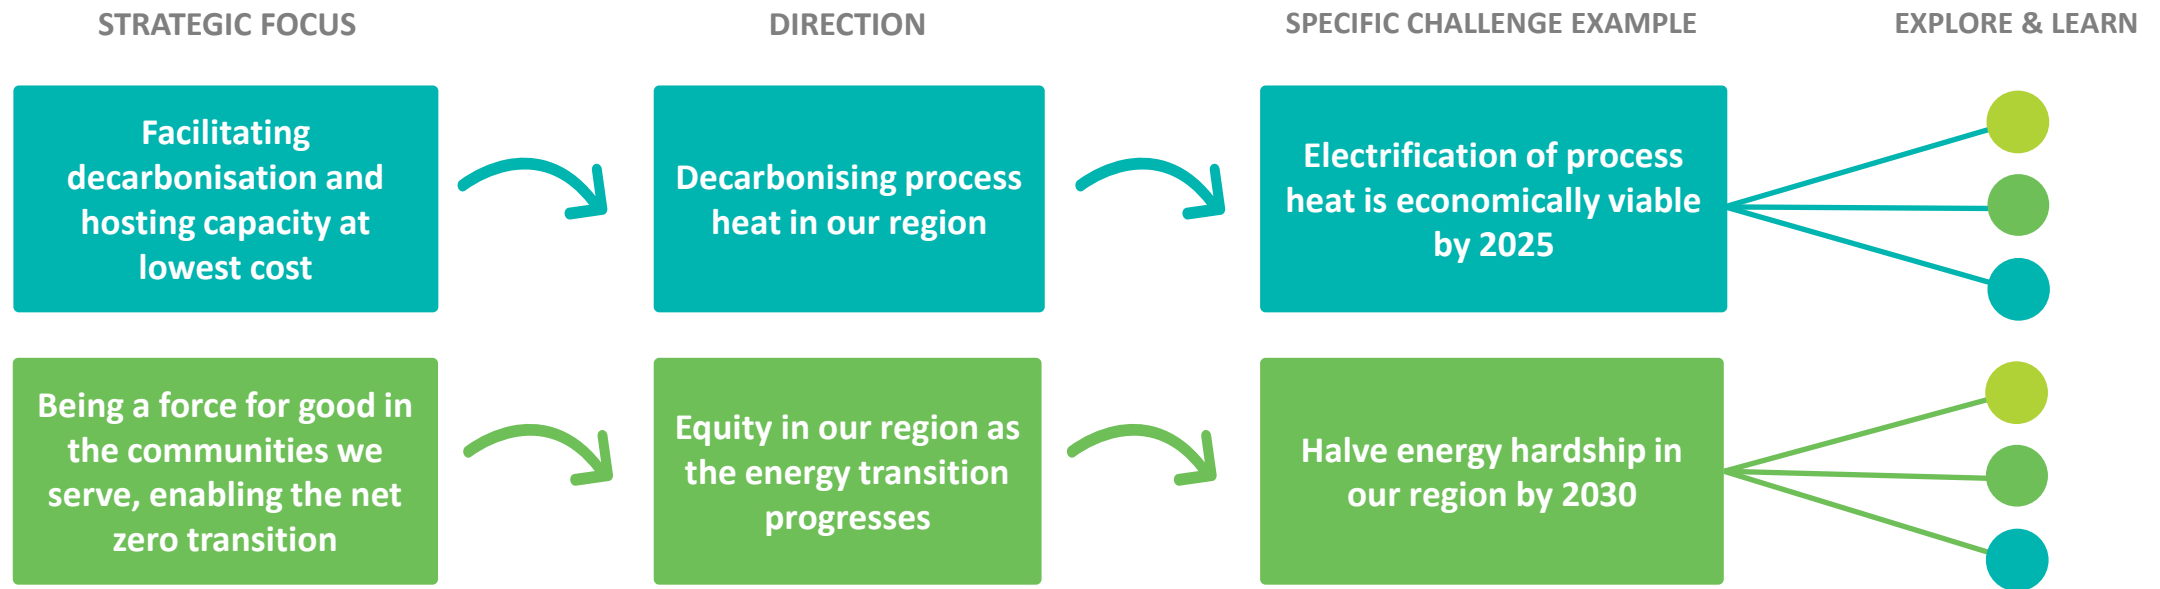 STRATEGIC FOCUS
DIRECTION
SPECIFIC CHALLENGE EXAMPLE
EXPLORE & LEARN
Facilitating
decarbonisation and
hosting capacity at
lowest cost
Decarbonising process
heat in our region
Electrification of process
heat is economically viable
by 2025
Being a force for good in
the communities we
serve, enabling the net
zero transition
Equity in our region as
the energy transition
progresses
Halve energy hardship in
our region by 2030